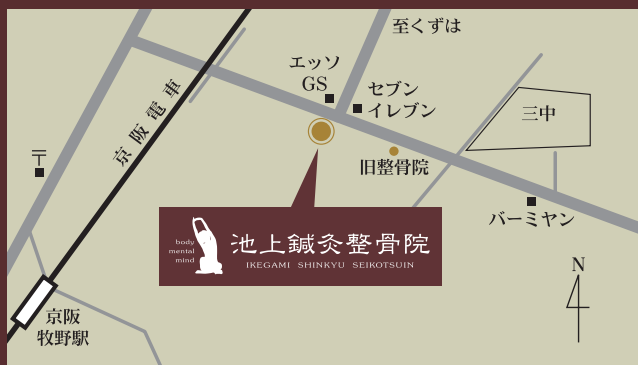 至くずは
エッソ
GS
セブン
イレブン
京阪電車
三中
〒
旧整骨院
バーミヤン
body
mental
mind
池上鍼灸整骨院
IKEGAMI SHINKYU SEIKOTSUIN
N
京阪
牧野駅